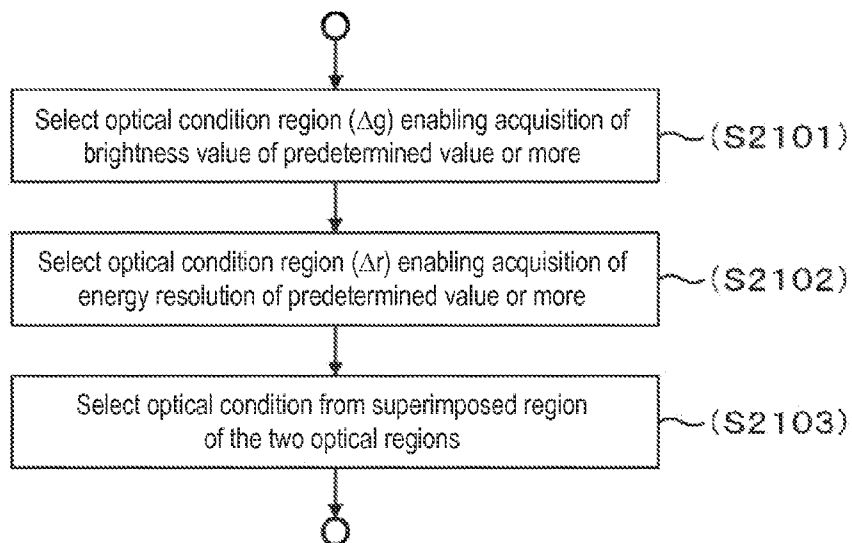 Select optical condition region (Δg) enabling acquisition of
brightness value of predetermined value or more
(S2101)
Select optical condition region (Δr) enabling acquisition of
energy resolution of predetermined value or more
(S2102)
Select optical condition from superimposed region
of the two optical regions
(S2103)